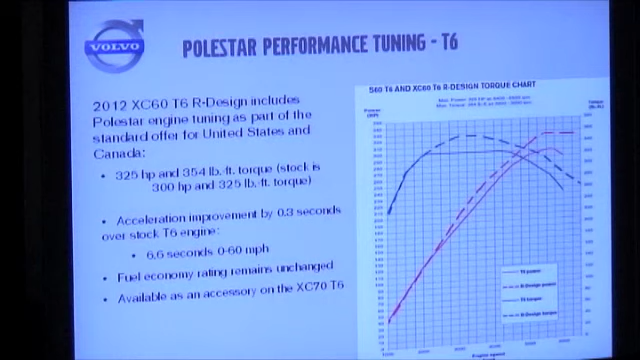 VOLVO
POLESTAR PERFORMANCE TUNING - T6
2012 XC60 T6 R-Design includes
Polestar engine tuning as part of the
standard offer for United States and
Canada:
• 325 hp and 354 lb.-ft. torque (stock is
300 hp and 325 lb.-ft. torque)
• Acceleration improvement by 0.3 seconds
over stock T6 engine:
• 6.6 seconds 0-60 mph
• Fuel economy rating remains unchanged
• Available as an accessory on the XC70 T6
S60 T6 AND XC60 T6 R-DESIGN TORQUE CHART
Power
Torque
T6 power
R-Design power
T6 torque
R-Design torque
Engine speed